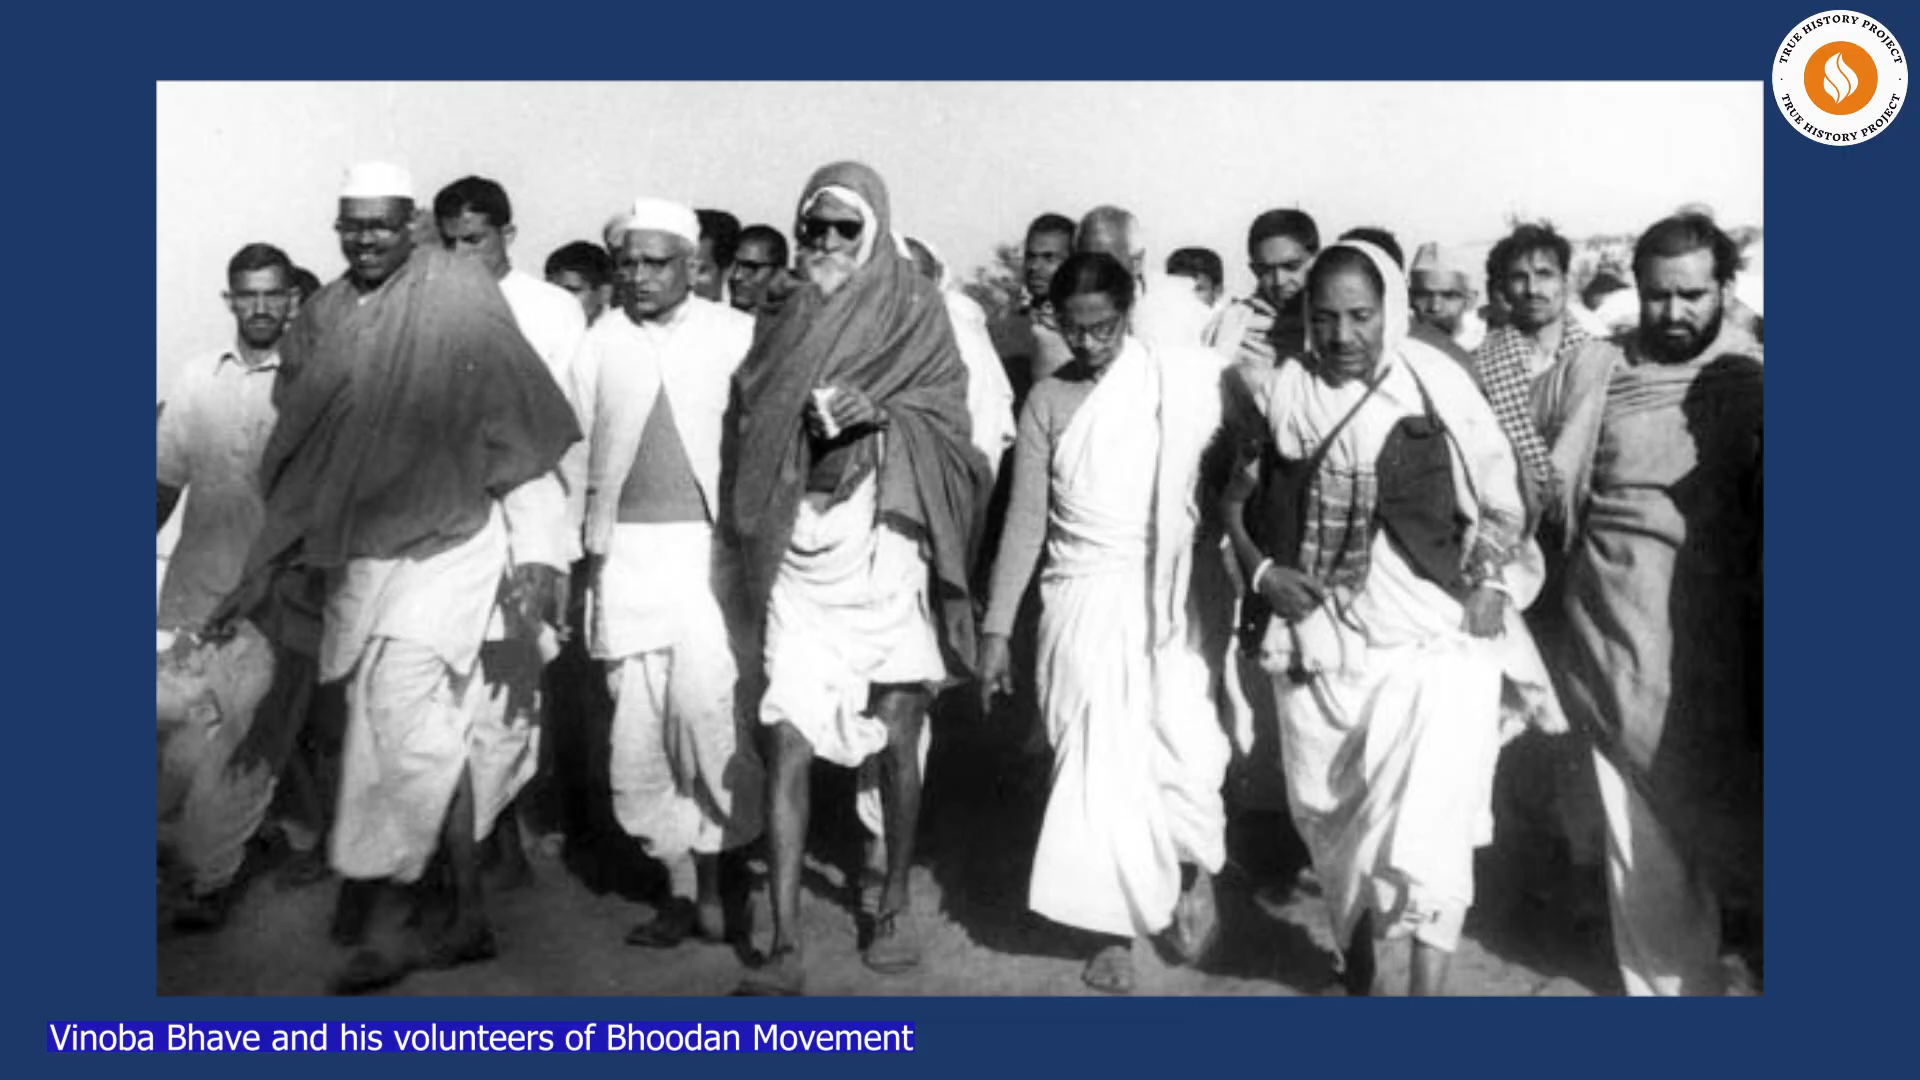 TRUE HISTORY PROJECT
TRUE HISTORY PROJECT
Vinoba Bhave and his volunteers of Bhoodan Movement